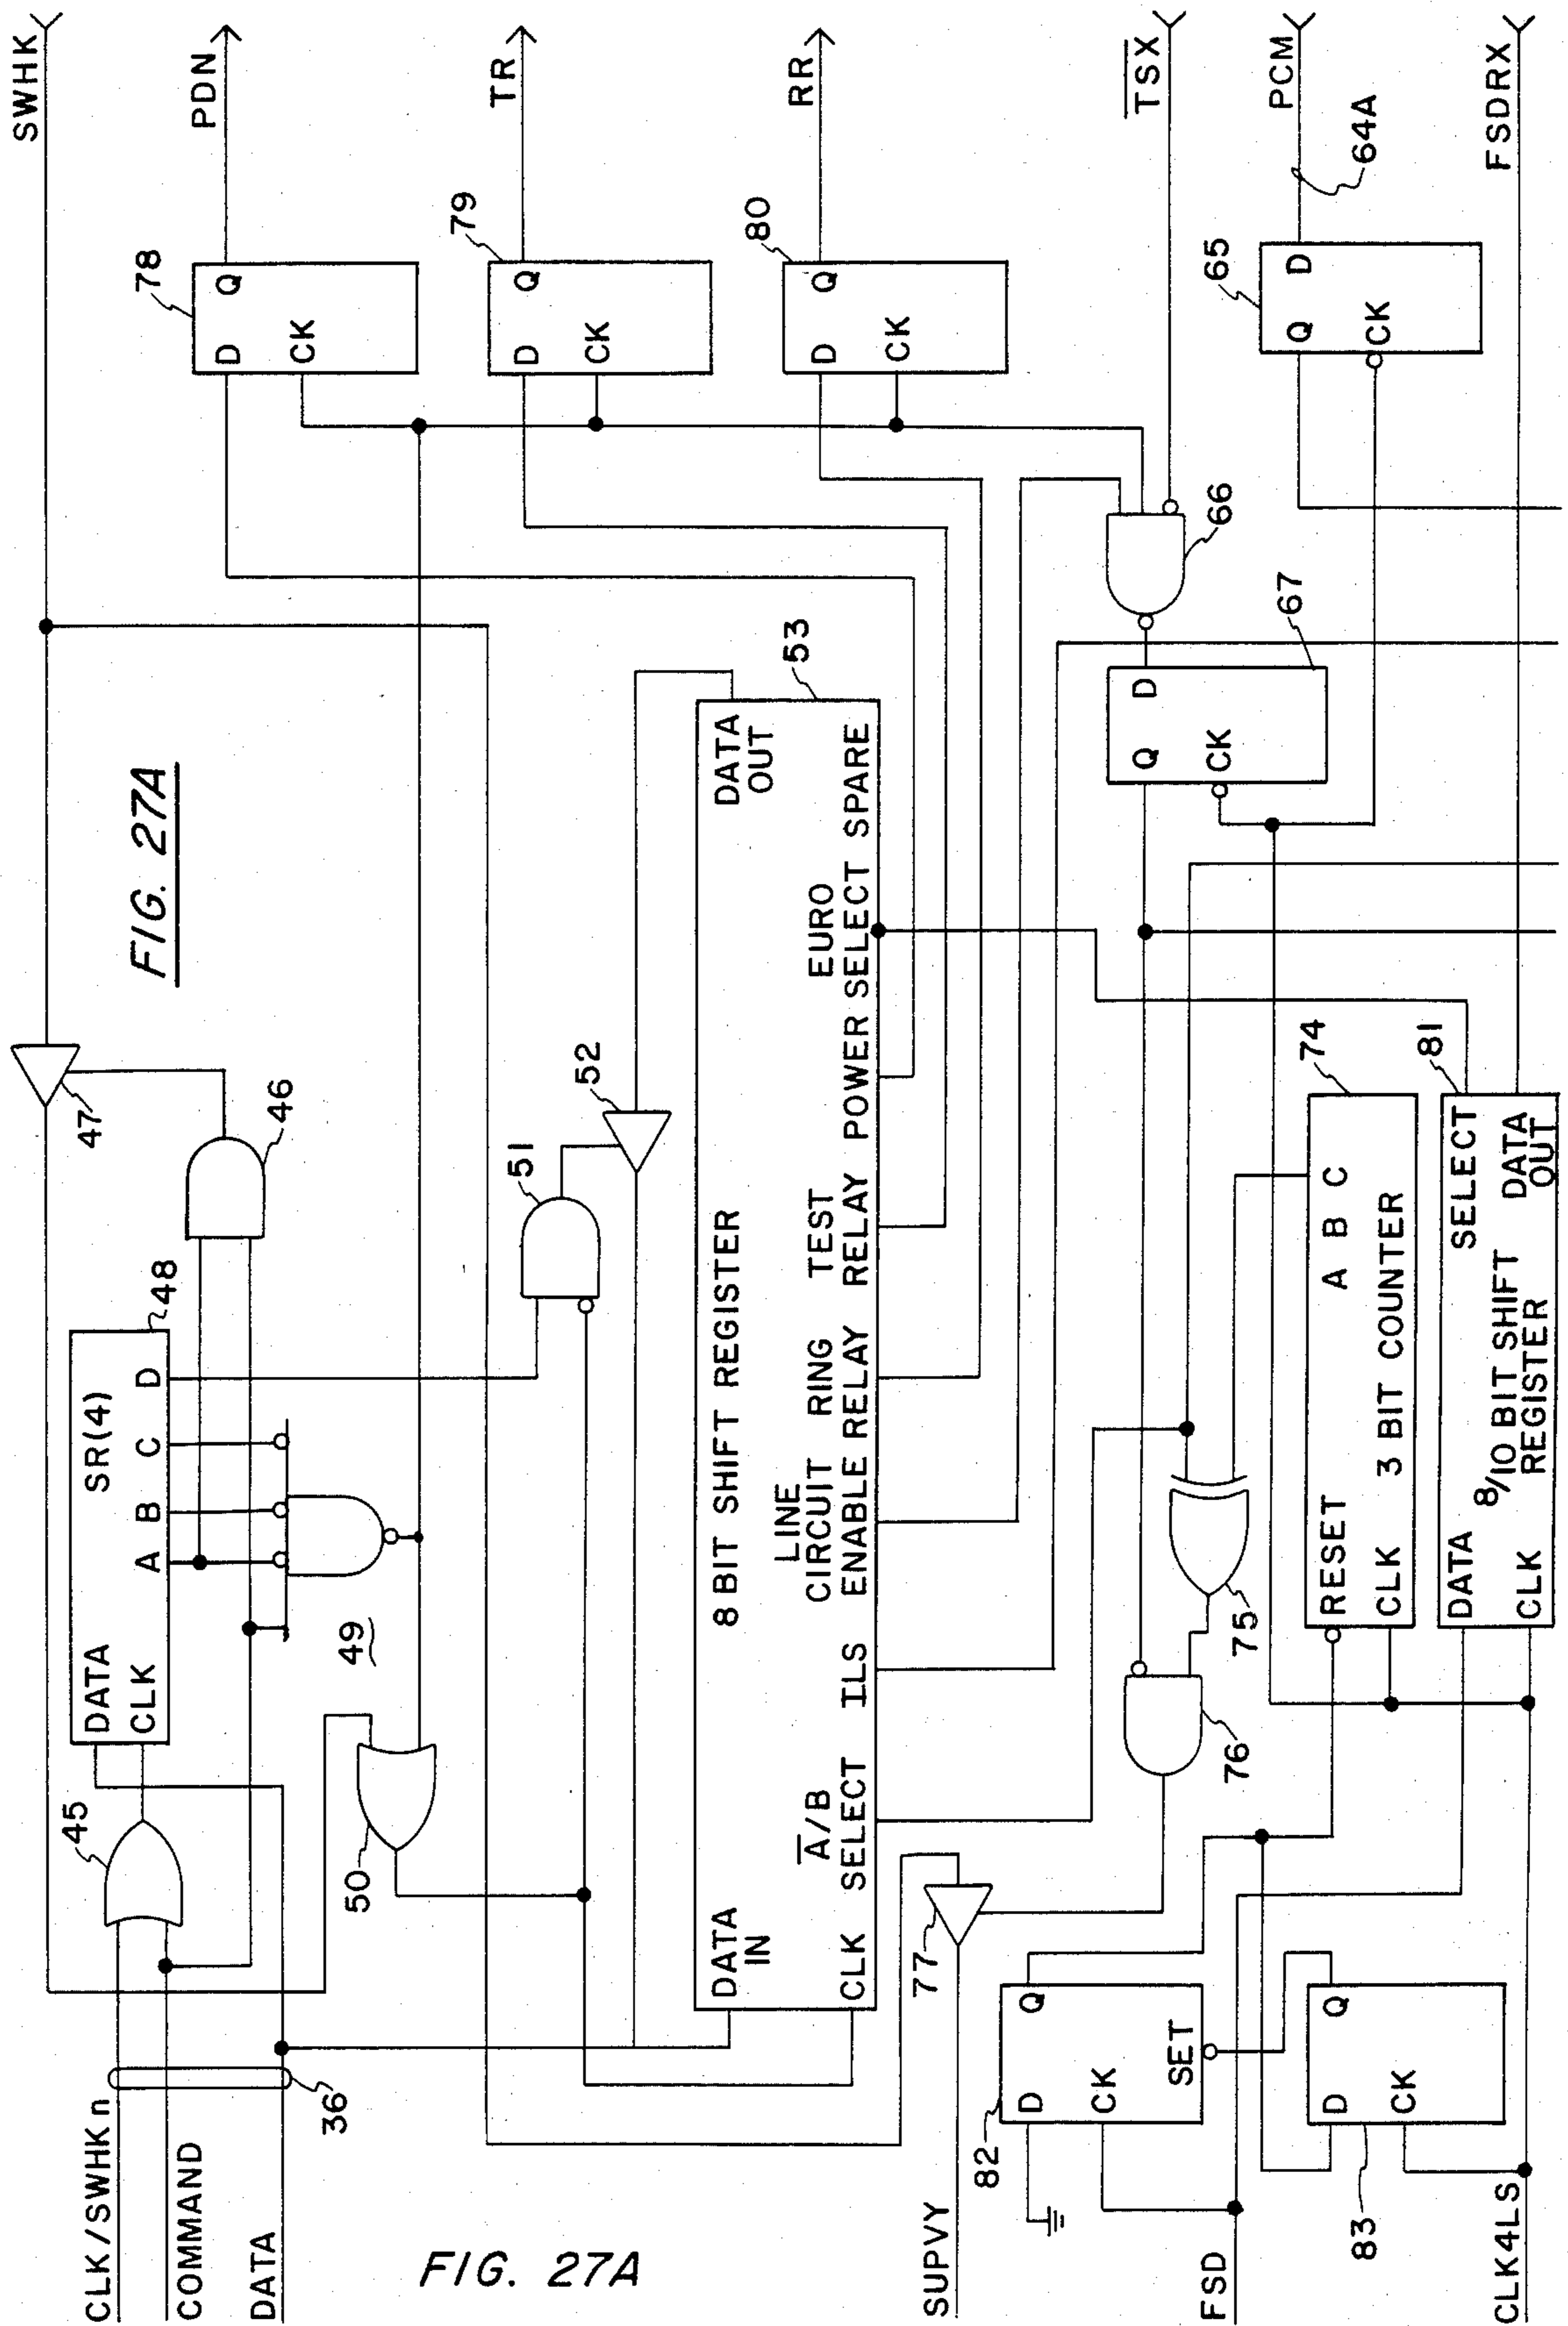 FIG. 27A
FIG. 27A
CLK/SWHK n
COMMAND
DATA
36
45
DATA
CLK
SR(4)
A B C D
48
46
47
SWHK
49
50
51
52
78
D
CK
Q
PDN
79
D
CK
Q
TR
80
D
CK
Q
RR
53
8 BIT SHIFT REGISTER
DATA
IN
CLK
DATA
OUT
A/B
SELECT
ILS
LINE
CIRCUIT
ENABLE
RING
RELAY
TEST
RELAY
POWER
EURO
SELECT
SPARE
TSX
66
67
D
Q
CK
PCM
64A
65
Q
D
CK
FSDRX
SUPVY
77
76
75
74
RESET
CLK
A B C
3 BIT COUNTER
81
DATA
CLK
8/10 BIT SHIFT
REGISTER
SELECT
DATA
OUT
82
D
CK
Q
SET
83
D
CK
Q
FSD
CLK4LS